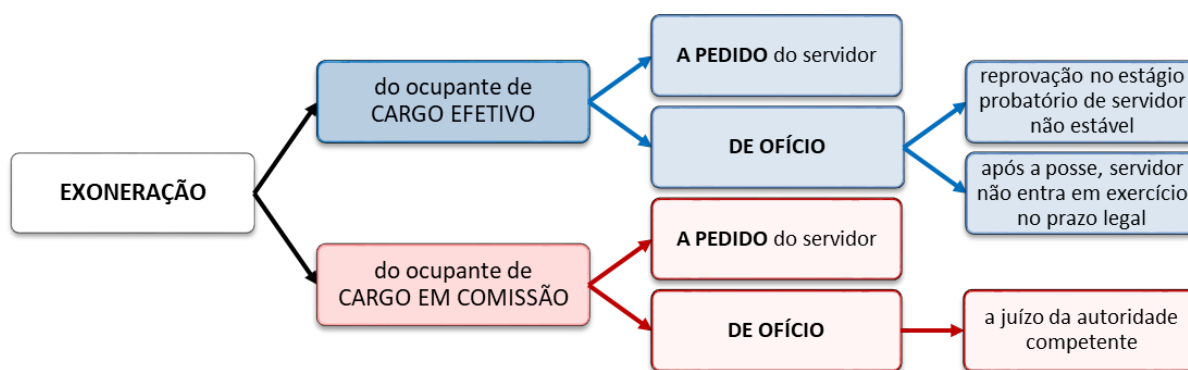 EXONERAÇÃO
do ocupante de
CARGO EFETIVO
A PEDIDO do servidor
DE OFÍCIO
reprovação no estágio
probatório de servidor
não estável
após a posse, servidor
não entra em exercício
no prazo legal
do ocupante de
CARGO EM COMISSÃO
A PEDIDO do servidor
DE OFÍCIO
a juízo da autoridade
competente